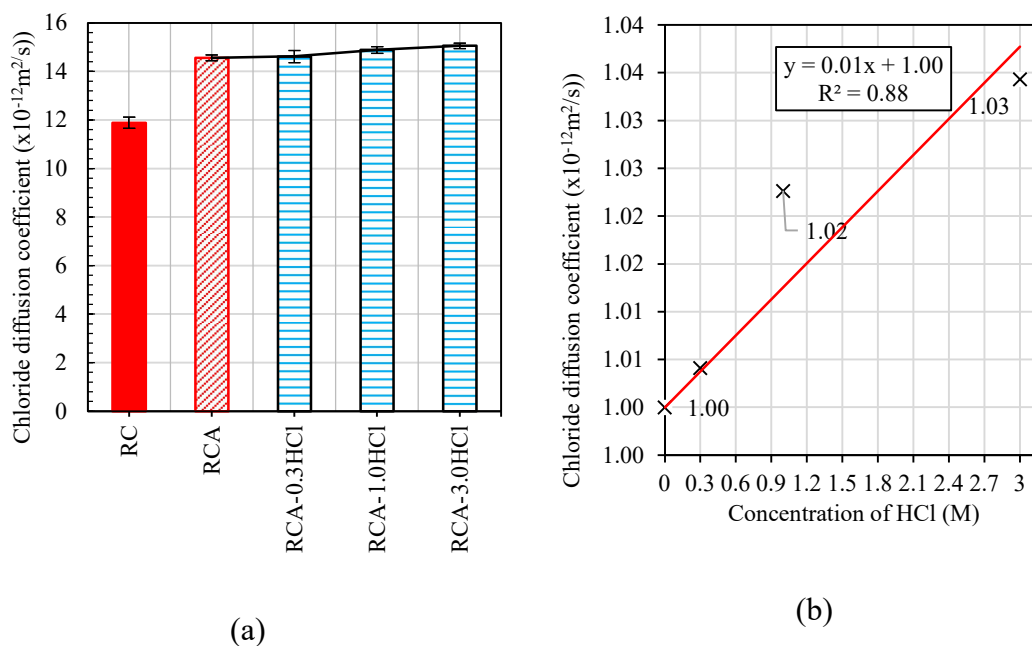 Chloride diffusion coefficient (x10⁻¹²m²/s))
16
14
12
10
8
6
4
2
0
RC
RCA
RCA-0.3HCl
RCA-1.0HCl
RCA-3.0HCl
(a)
Chloride diffusion coefficient (x10⁻¹²m²/s))
1.04
1.04
1.03
1.03
1.02
1.02
1.01
1.01
1.00
1.00
y = 0.01x + 1.00
R² = 0.88
1.03
1.02
1.00
0 0.3 0.6 0.9 1.2 1.5 1.8 2.1 2.4 2.7 3
Concentration of HCl (M)
(b)